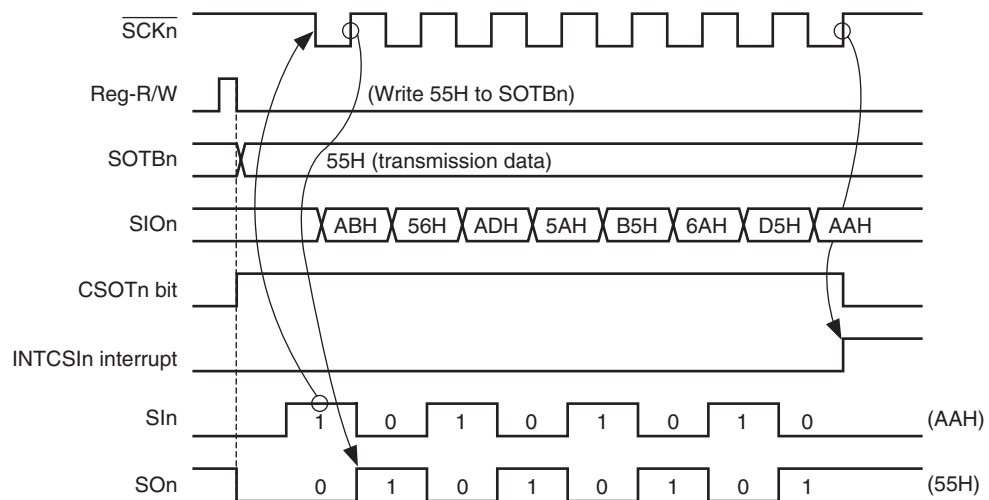 SCKn
Reg-R/W (Write 55H to SOTBn)
SOTBn 55H (transmission data)
SIOn ABH 56H ADH 5AH B5H 6AH D5H AAH
CSOTn bit
INTCSIn interrupt
SIn 1 0 1 0 1 0 1 0 (AAH)
SOn 0 1 0 1 0 1 0 1 (55H)